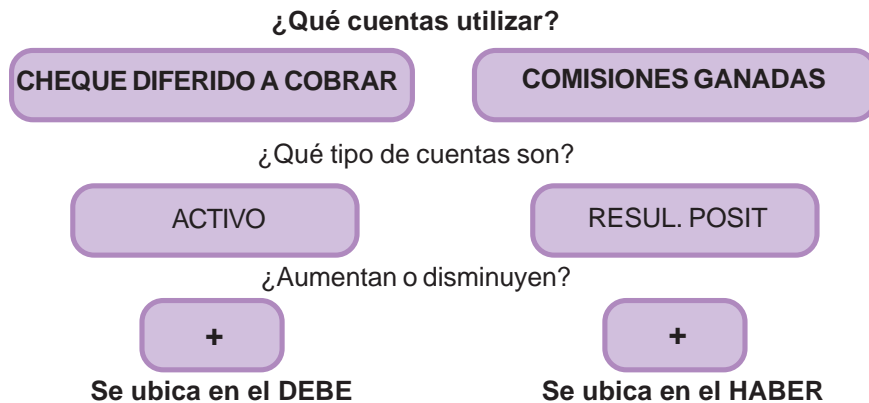 ¿Qué cuentas utilizar?
CHEQUE DIFERIDO A COBRAR
COMISIONES GANADAS
¿Qué tipo de cuentas son?
ACTIVO
RESUL. POSIT
¿Aumentan o disminuyen?
+
+
Se ubica en el DEBE
Se ubica en el HABER